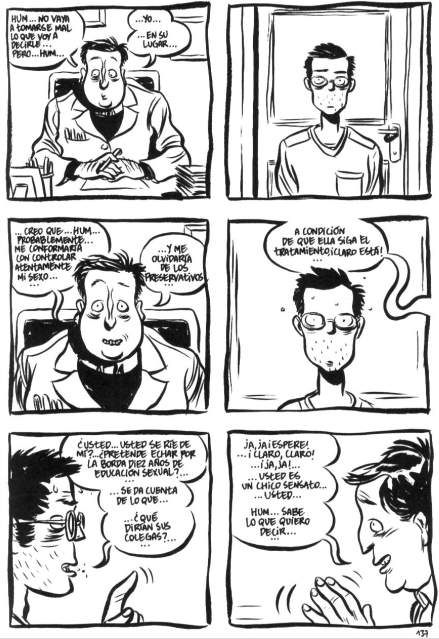 HUM... NO VAYA
A TOMARSE MAL
LO QUE VOY A
DECIRLE...
PERO...HUM...
...YO...
...EN SU
LUGAR...
... CREO QUE...HUM...
PROBABLEMENTE...
ME CONFORMARÍA
CON CONTROLAR
ATENTAMENTE
MI SEXO...
...
...Y ME
OLVIDARÍA
DE LOS
PRESERVATIVOS
...
A CONDICIÓN
DE QUE ELLA SIGA EL
TRATAMIENTO, ¡CLARO ESTÁ!
...
¿USTED... USTED SE RÍE DE
MÍ?...¿PRETENDE ECHAR POR
LA BORDA DIEZ AÑOS DE
EDUCACIÓN SEXUAL?...
...
...SE DA CUENTA
DE LO QUE...
...¿QUÉ
DIRÍAN SUS
COLEGAS?...
...
JA, JA ¡ESPERE!
...¡CLARO, CLARO!
...¡JA, JA!...
...USTED ES
UN CHICO SENSATO...
...USTED...
HUM... SABE
LO QUE QUIERO
DECIR...
...
137